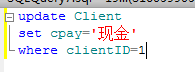 update Client
set cpay='现金'
where clientID=1